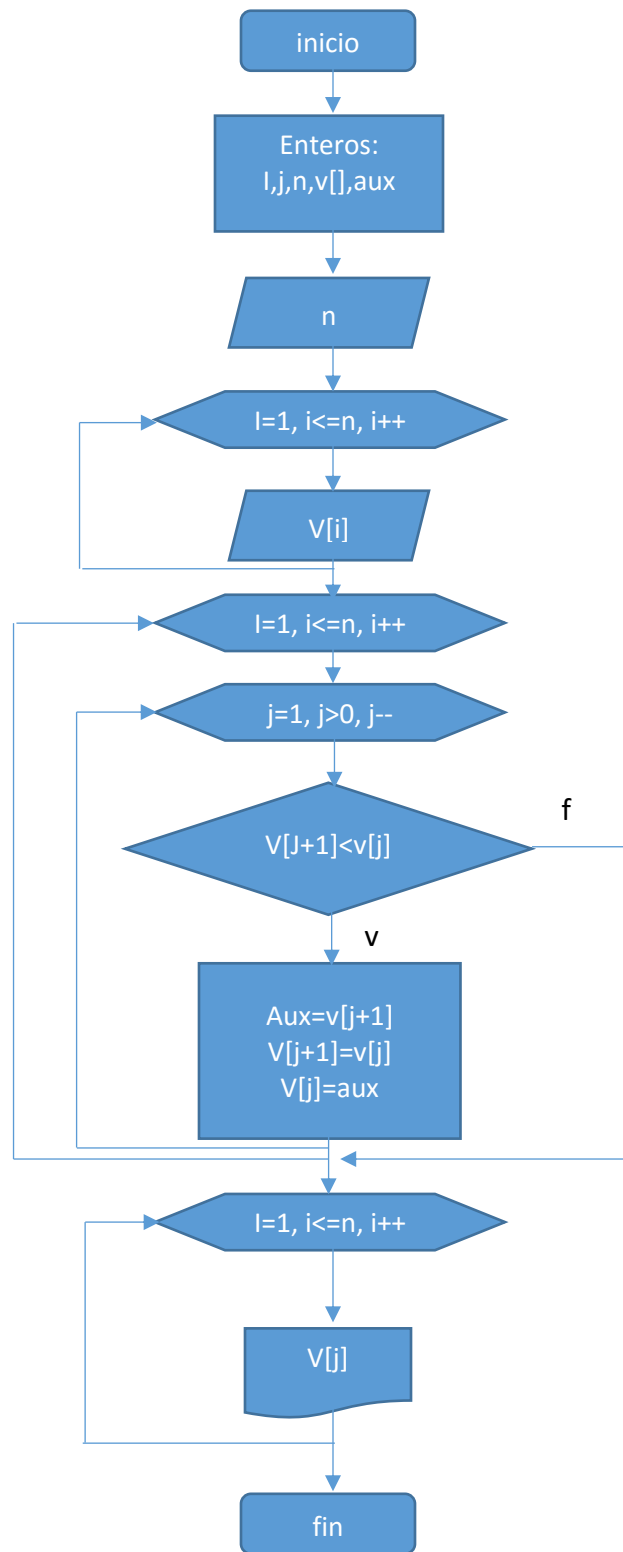 inicio
Enteros:
I,j,n,v[],aux
n
I=1, i<=n, i++
V[i]
I=1, i<=n, i++
j=1, j>0, j--
V[J+1]<v[j]
f
v
Aux=v[j+1]
V[j+1]=v[j]
V[j]=aux
I=1, i<=n, i++
V[j]
fin